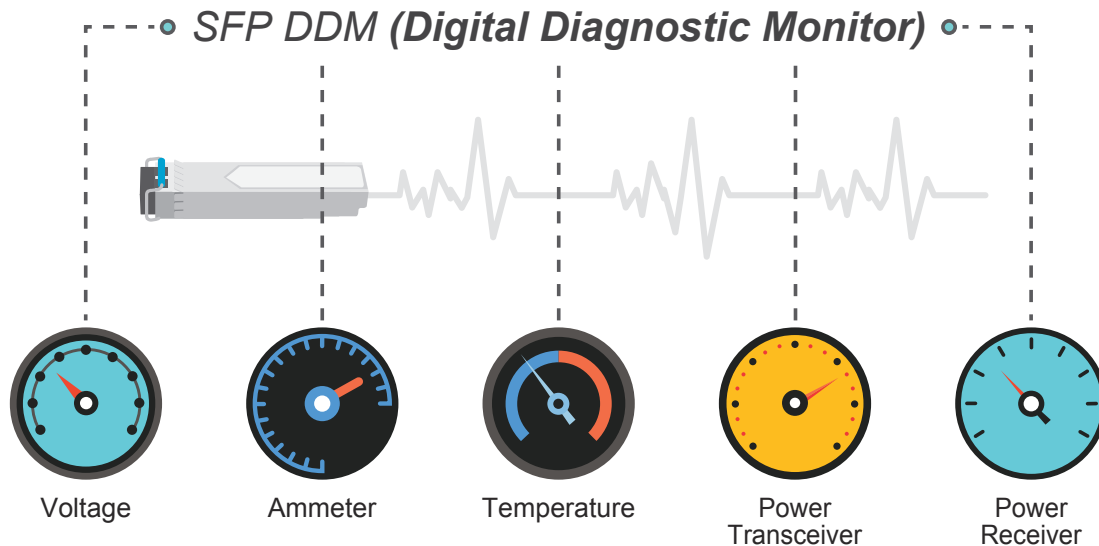 SFP DDM (Digital Diagnostic Monitor)
Voltage
Ammeter
Temperature
Power
Transceiver
Power
Receiver